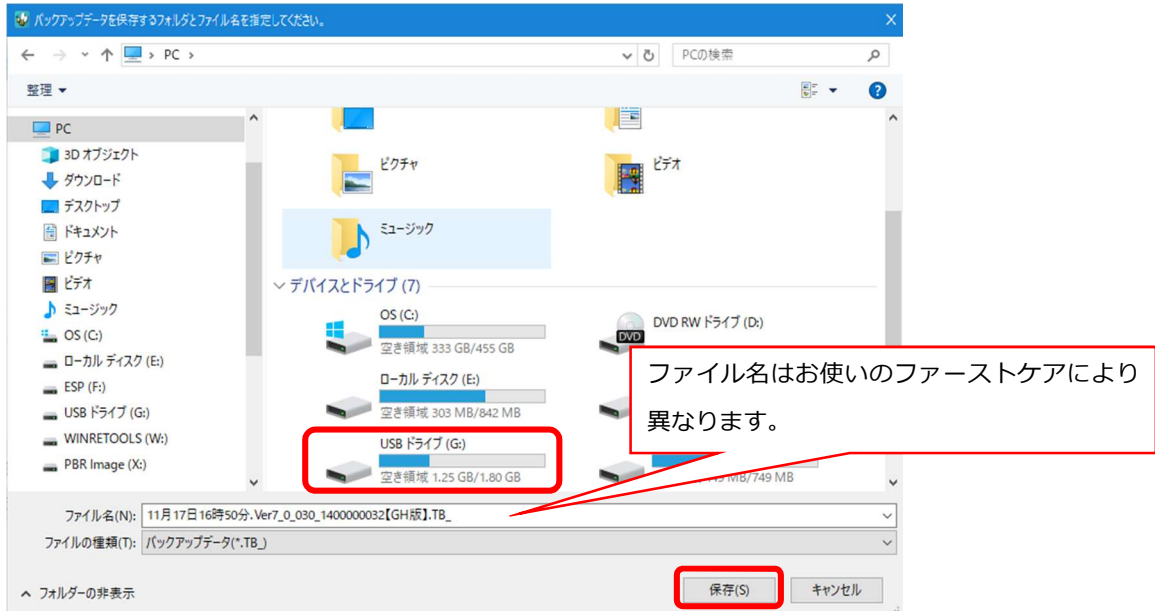 バックアップデータを保存するフォルダとファイル名を指定してください。
PC
PCの検索
整理
PC
3D オブジェクト
ダウンロード
デスクトップ
ドキュメント
ピクチャ
ビデオ
ミュージック
OS (C:)
ローカル ディスク (E:)
ESP (F:)
USB ドライブ (G:)
WINRETOOLS (W:)
PBR Image (X:)
ピクチャ
ビデオ
ミュージック
デバイスとドライブ (7)
OS (C:)
空き領域 333 GB/455 GB
DVD RW ドライブ (D:)
DVD
ローカル ディスク (E:)
空き領域 303 MB/842 MB
USB ドライブ (G:)
空き領域 1.25 GB/1.80 GB
MB/749 MB
ファイル名はお使いのファーストケアにより
異なります。
ファイル名(N): 11月17日16時50分.Ver7_0_030_1400000032【GH版】.TB_
ファイルの種類(T): バックアップデータ(*.TB_)
フォルダーの非表示
保存(S)
キャンセル